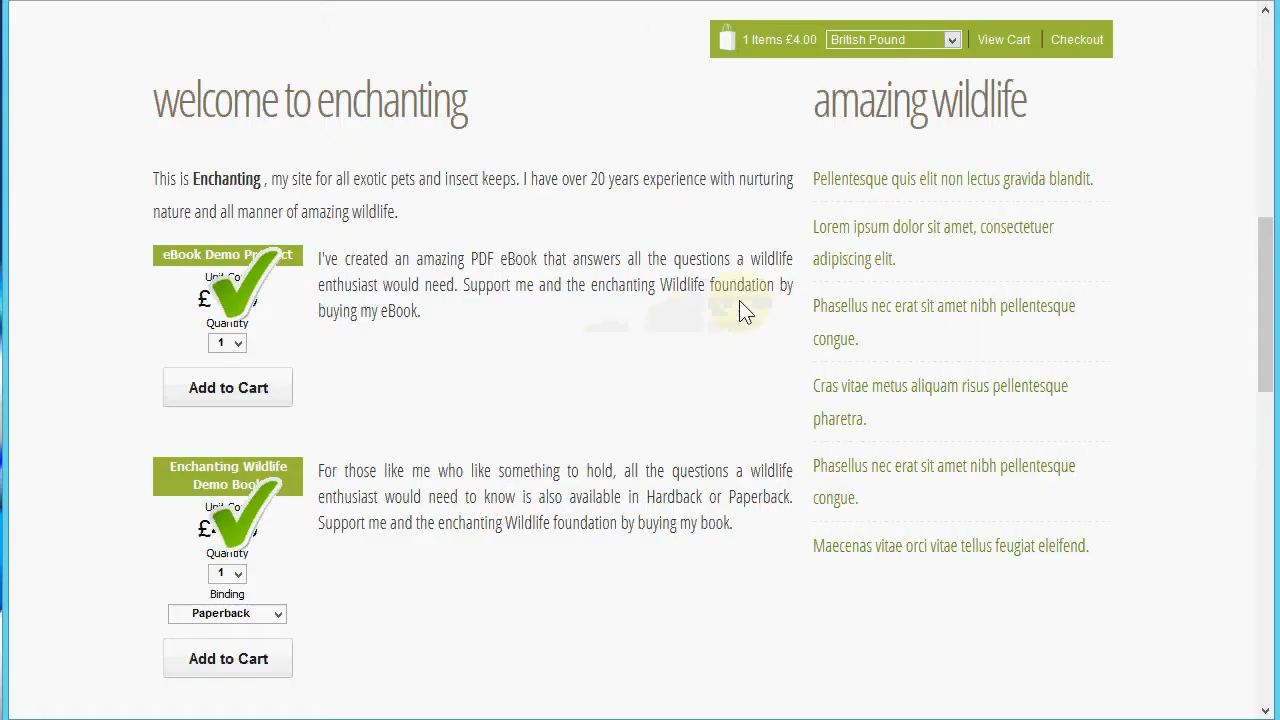 1 Items £4.00 British Pound View Cart Checkout
welcome to enchanting
This is Enchanting , my site for all exotic pets and insect keeps. I have over 20 years experience with nurturing
nature and all manner of amazing wildlife.
eBook Demo
£
Quantity
1
Add to Cart
I've created an amazing PDF eBook that answers all the questions a wildlife
enthusiast would need. Support me and the enchanting Wildlife foundation by
buying my eBook.
Enchanting Wildlife
Demo Book
£
Quantity
1
Binding
Paperback
Add to Cart
For those like me who like something to hold, all the questions a wildlife
enthusiast would need to know is also available in Hardback or Paperback.
Support me and the enchanting Wildlife foundation by buying my book.
amazing wildlife
Pellentesque quis elit non lectus gravida blandit.
Lorem ipsum dolor sit amet, consectetuer
adipiscing elit.
Phasellus nec erat sit amet nibh pellentesque
congue.
Cras vitae metus aliquam risus pellentesque
pharetra.
Phasellus nec erat sit amet nibh pellentesque
congue.
Maecenas vitae orci vitae tellus feugiat eleifend.